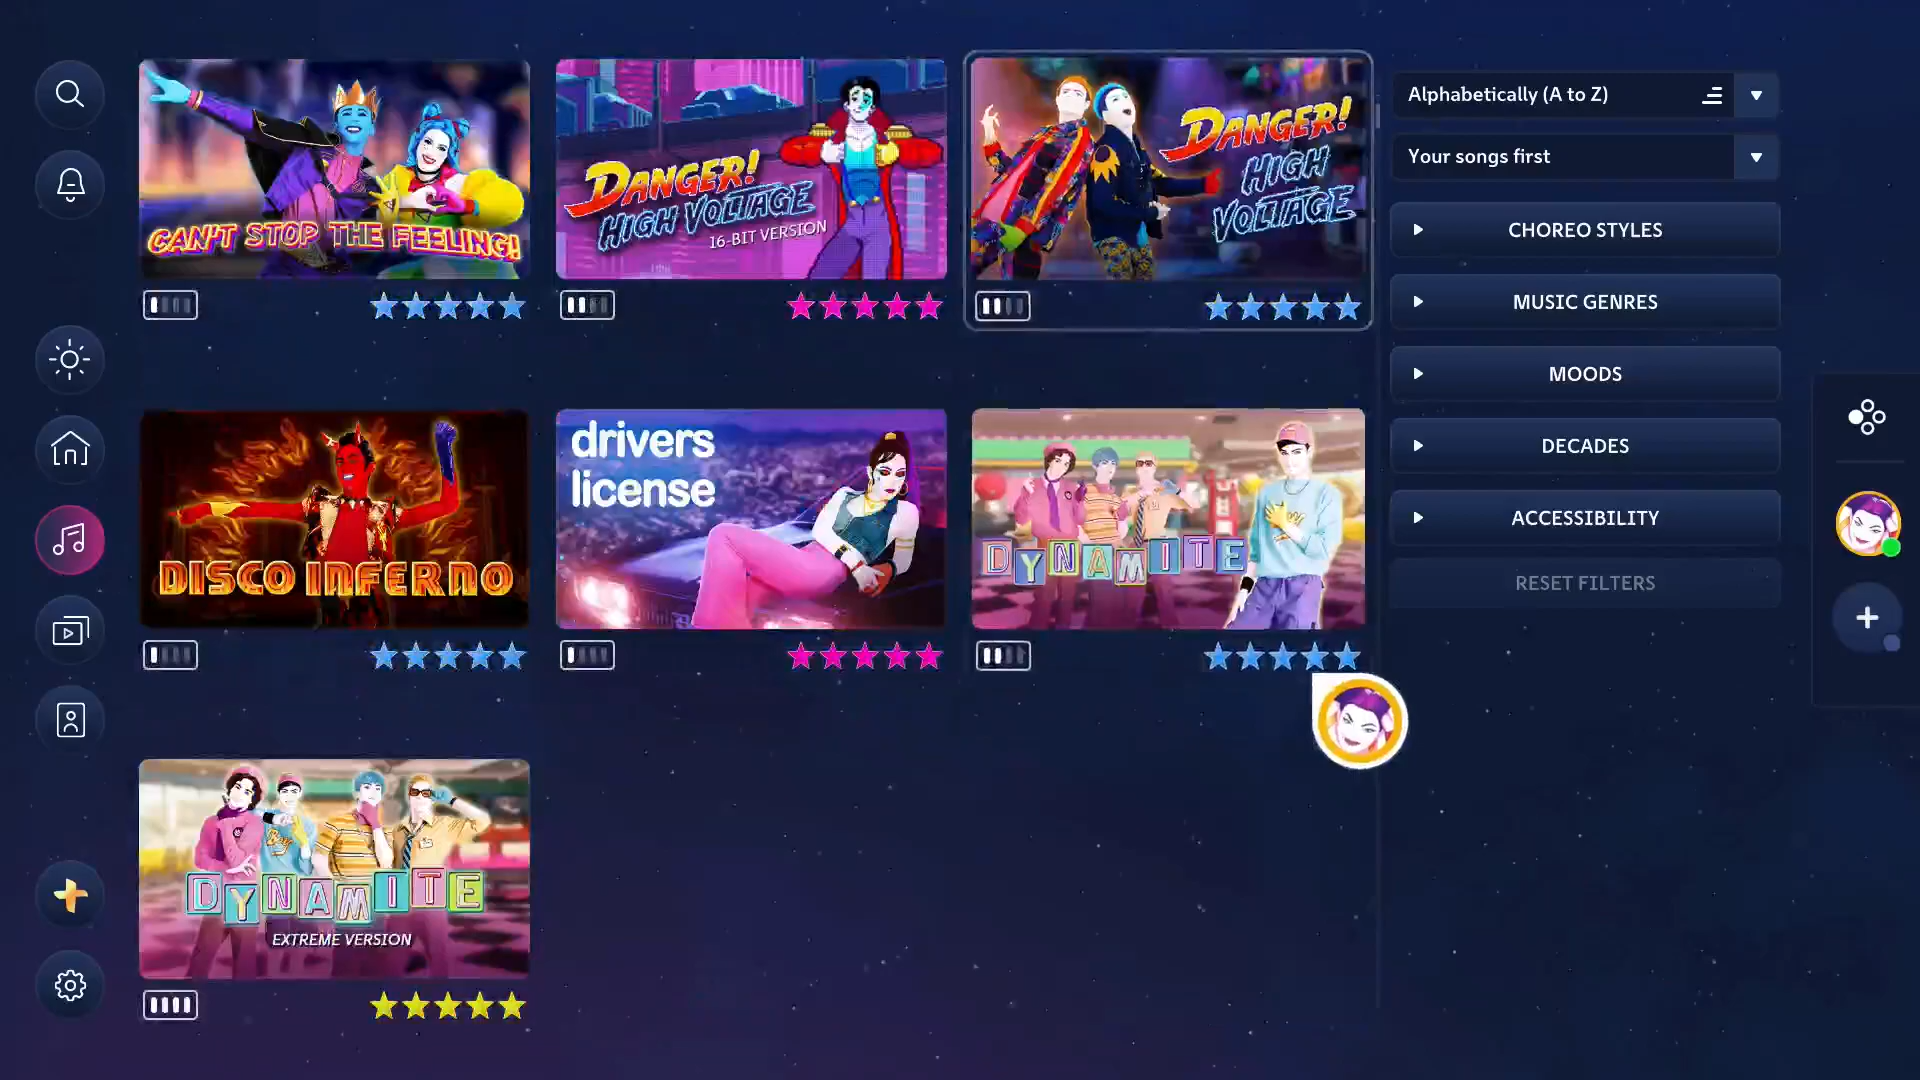 CAN'T STOP THE FEELING!
DANGER!
HIGH VOLTAGE
16-BIT VERSION
DANGER!
HIGH
VOLTAGE
DISCO INFERNO
drivers
license
DYNAMITE
DYNAMITE
EXTREME VERSION
Alphabetically (A to Z)
Your songs first
CHOREO STYLES
MUSIC GENRES
MOODS
DECADES
ACCESSIBILITY
RESET FILTERS